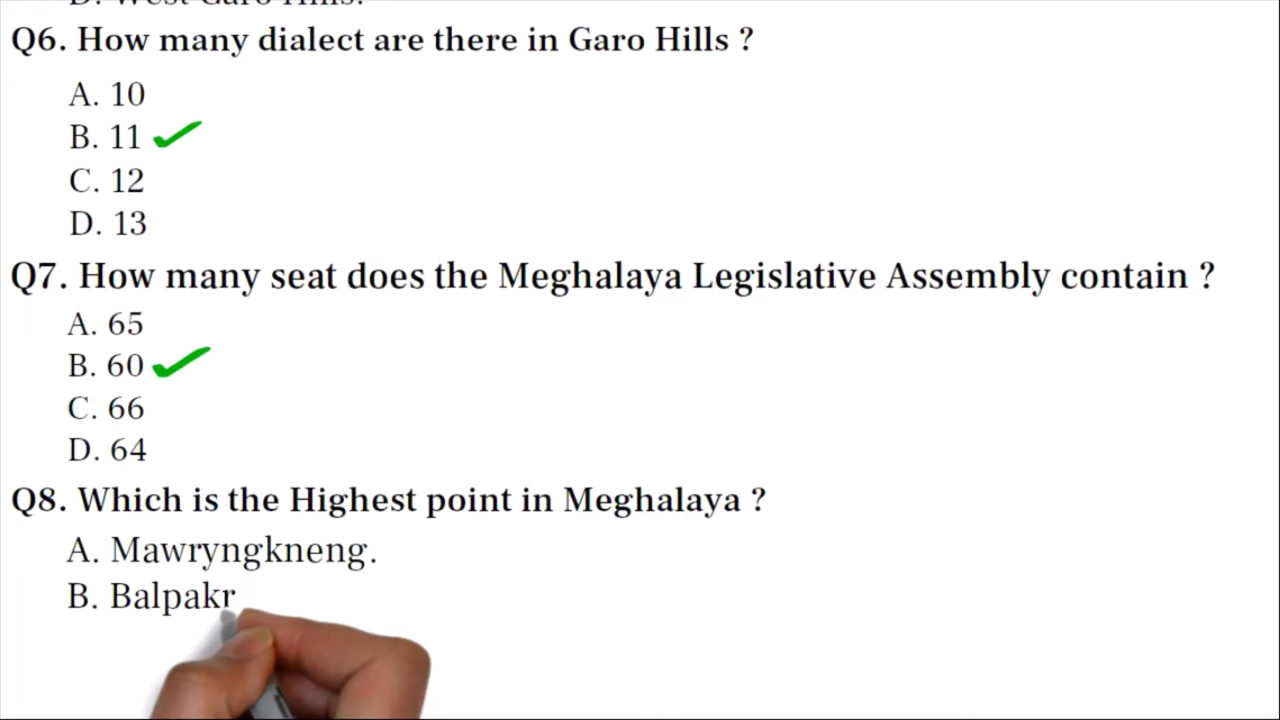 D. West Garo Hills.
Q6. How many dialect are there in Garo Hills ?
A. 10
B. 11
C. 12
D. 13
Q7. How many seat does the Meghalaya Legislative Assembly contain ?
A. 65
B. 60
C. 66
D. 64
Q8. Which is the Highest point in Meghalaya ?
A. Mawryngkneng.
B. Balpakr